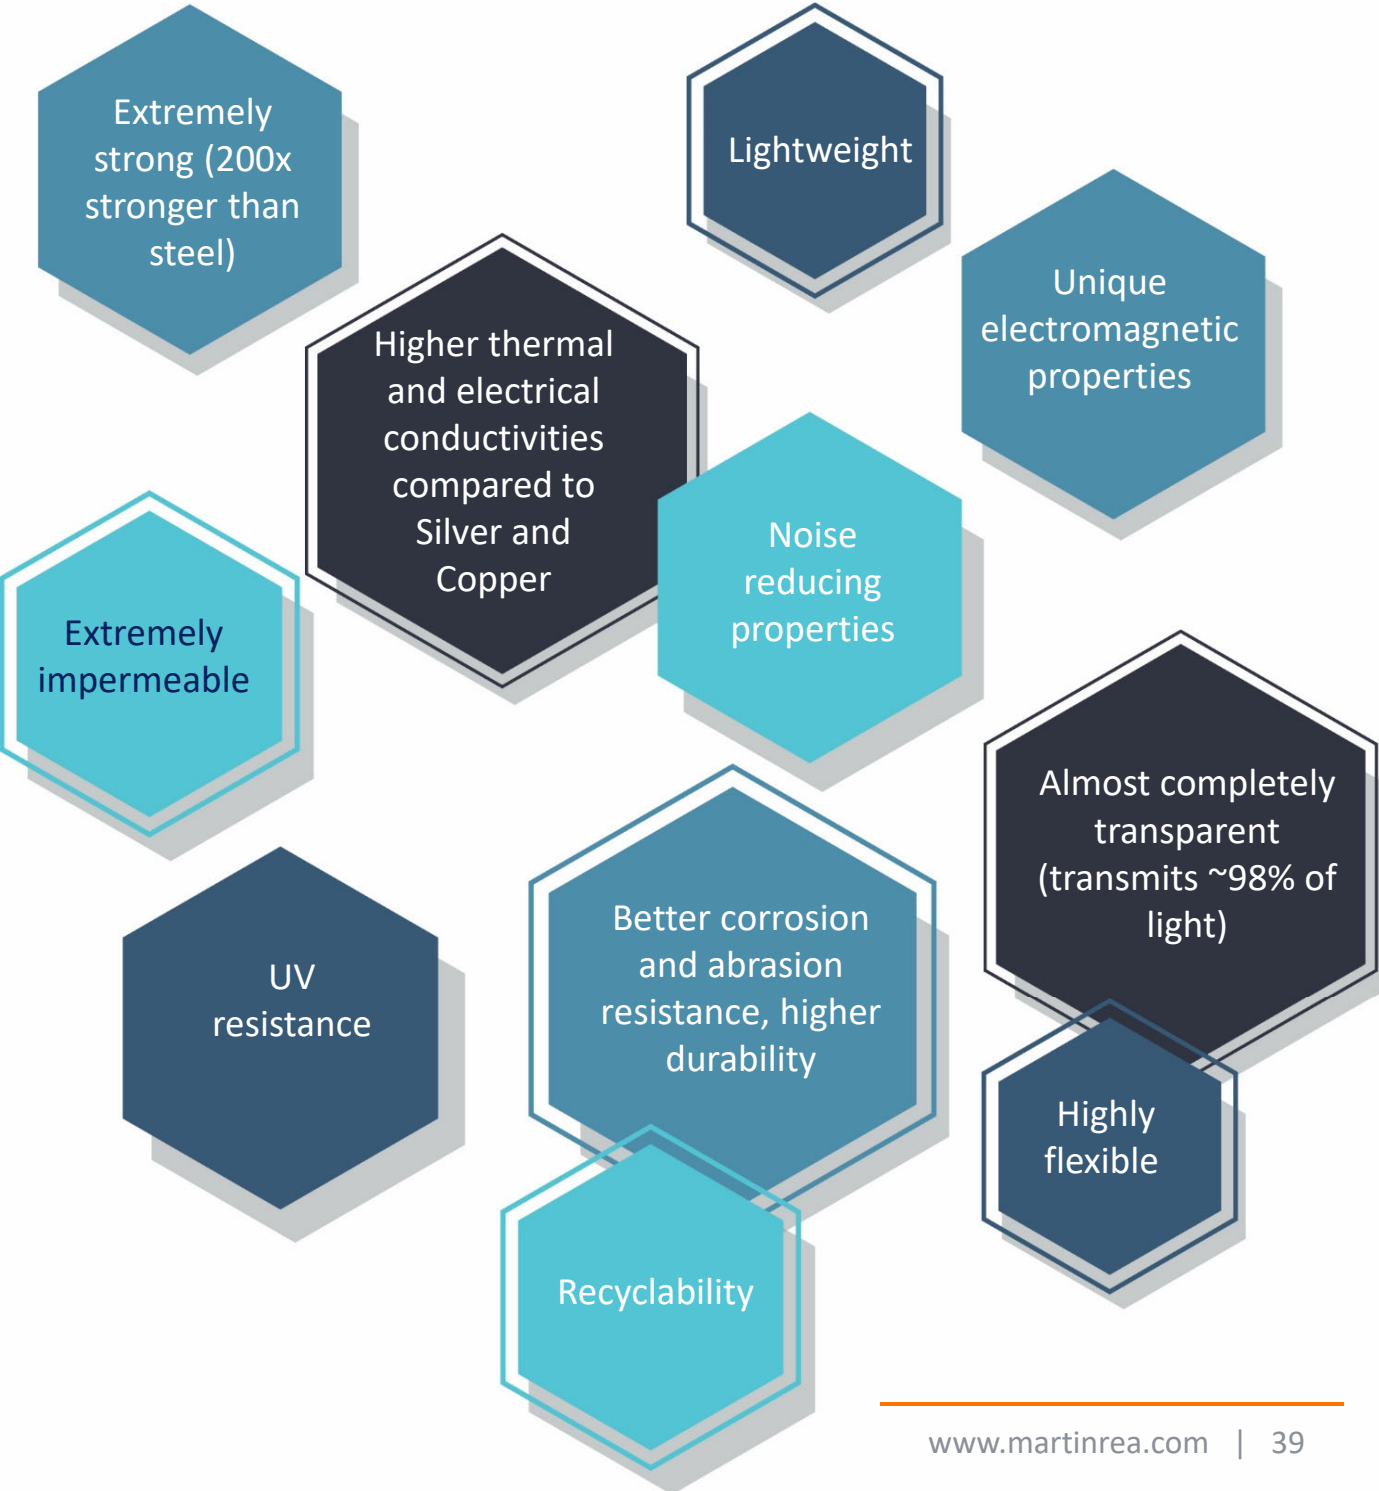 Extremely
strong (200x
stronger than
steel)
Lightweight
Unique
electromagnetic
properties
Higher thermal
and electrical
conductivities
compared to
Silver and
Copper
Noise
reducing
properties
Extremely
impermeable
Almost completely
transparent
(transmits ~98% of
light)
UV
resistance
Better corrosion
and abrasion
resistance, higher
durability
Highly
flexible
Recyclability
www.martinrea.com | 39